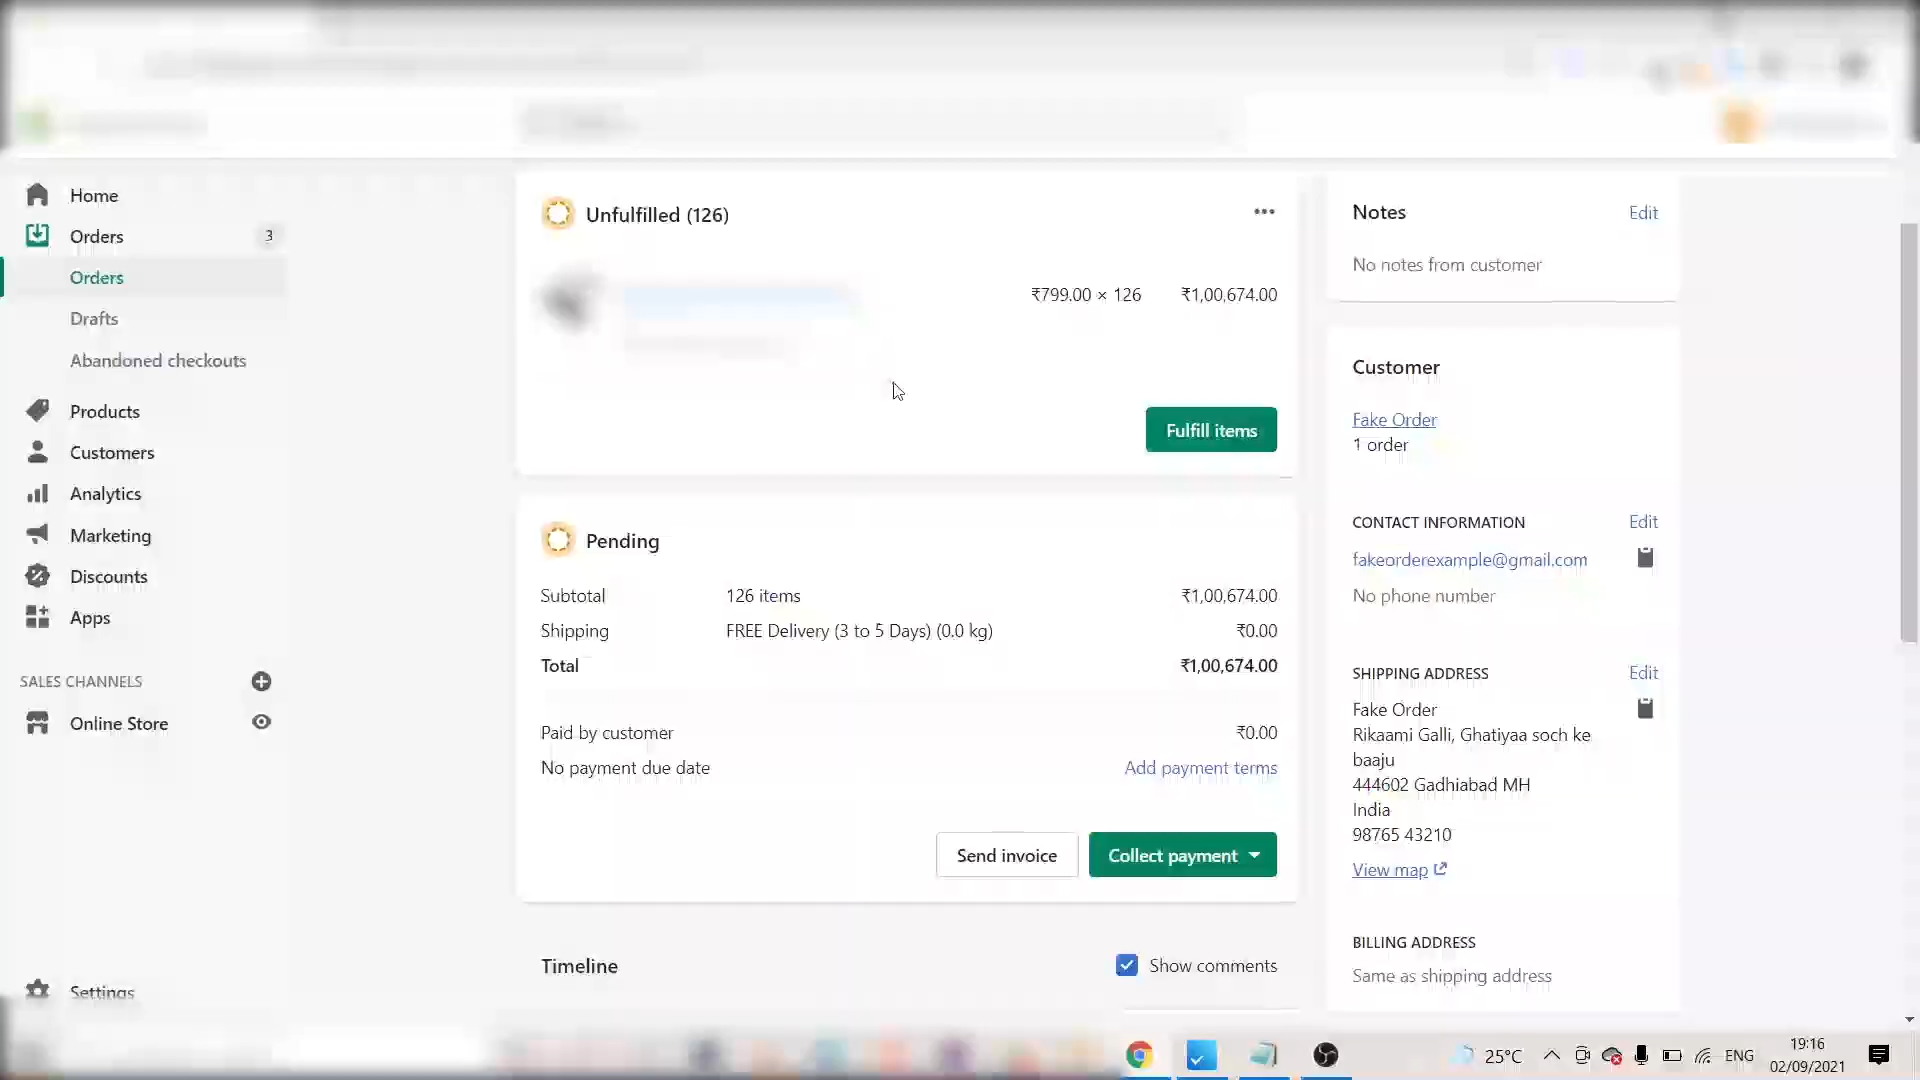 Home
Orders 3
Orders
Drafts
Abandoned checkouts
Products
Customers
Analytics
Marketing
Discounts
Apps
SALES CHANNELS
Online Store
Settings
Unfulfilled (126)
₹799.00 × 126 ₹1,00,674.00
Fulfill items
Pending
Subtotal 126 items ₹1,00,674.00
Shipping FREE Delivery (3 to 5 Days) (0.0 kg) ₹0.00
Total ₹1,00,674.00
Paid by customer ₹0.00
No payment due date Add payment terms
Send invoice Collect payment
Timeline Show comments
Notes Edit
No notes from customer
Customer
Fake Order
1 order
CONTACT INFORMATION Edit
fakeorderexample@gmail.com
No phone number
SHIPPING ADDRESS Edit
Fake Order
Rikaami Galli, Ghatiyaa soch ke
baaju
444602 Gadhiabad MH
India
98765 43210
View map
BILLING ADDRESS
Same as shipping address
25°C ENG 19:16
02/09/2021